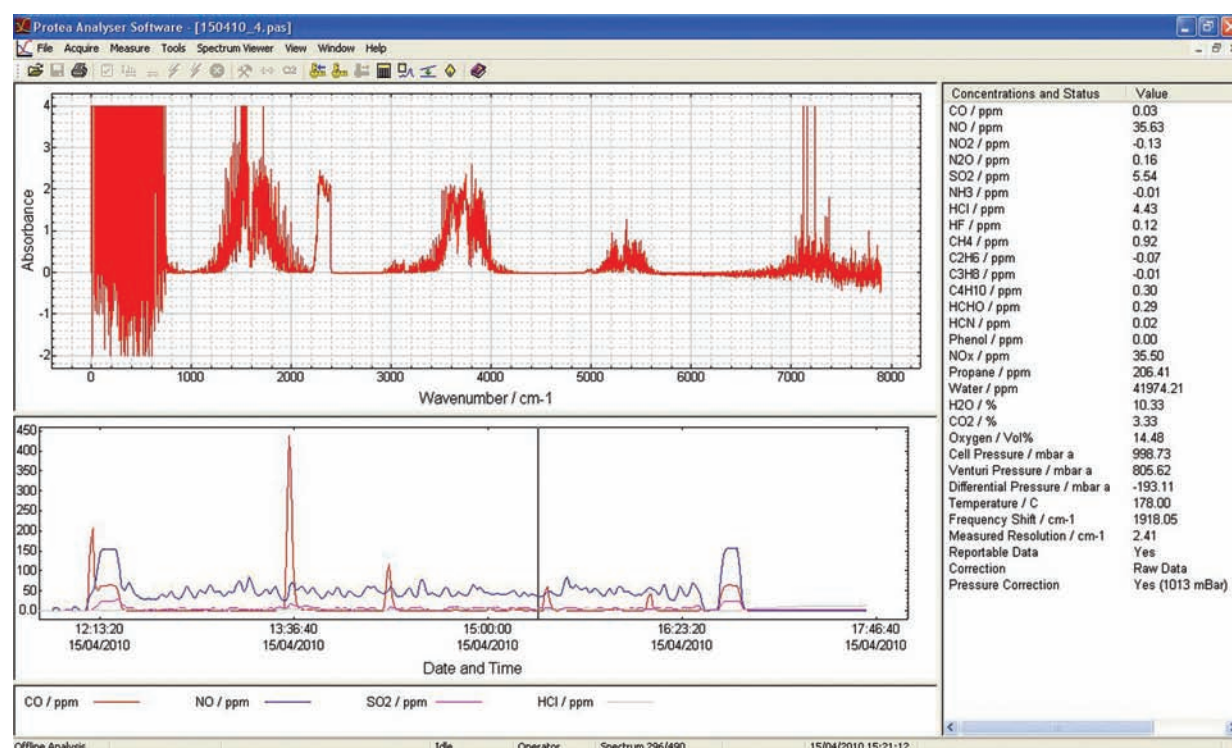 Protea Analyser Software - [150410_4.pas]
File Acquire Measure Tools Spectrum Viewer View Window Help
O2
4
3
2
1
0
-1
-2
Absorbance
0 1000 2000 3000 4000 5000 6000 7000 8000
Wavenumber / cm-1
450
400
350
300
250
200
150
100
50
0.0
12:13:20 13:36:40 15:00:00 16:23:20 17:46:40
15/04/2010 15/04/2010 15/04/2010 15/04/2010 15/04/2010
Date and Time
CO / ppm NO / ppm SO2 / ppm HCl / ppm
Concentrations and Status Value
CO / ppm 0.03
NO / ppm 35.63
NO2 / ppm -0.13
N2O / ppm 0.16
SO2 / ppm 5.54
NH3 / ppm -0.01
HCl / ppm 4.43
HF / ppm 0.12
CH4 / ppm 0.92
C2H6 / ppm -0.07
C3H8 / ppm -0.01
C4H10 / ppm 0.30
HCHO / ppm 0.29
HCN / ppm 0.02
Phenol / ppm 0.00
NOx / ppm 35.50
Propane / ppm 206.41
Water / ppm 41974.21
H2O / % 10.33
CO2 / % 3.33
Oxygen / Vol% 14.48
Cell Pressure / mbar a 998.73
Venturi Pressure / mbar a 805.62
Differential Pressure / mbar a -193.11
Temperature / C 178.00
Frequency Shift / cm-1 1918.05
Measured Resolution / cm-1 2.41
Reportable Data Yes
Correction Raw Data
Pressure Correction Yes (1013 mBar)
Offline Analysis Idle Operator Spectrum 296/490 15/04/2010 15:21:12